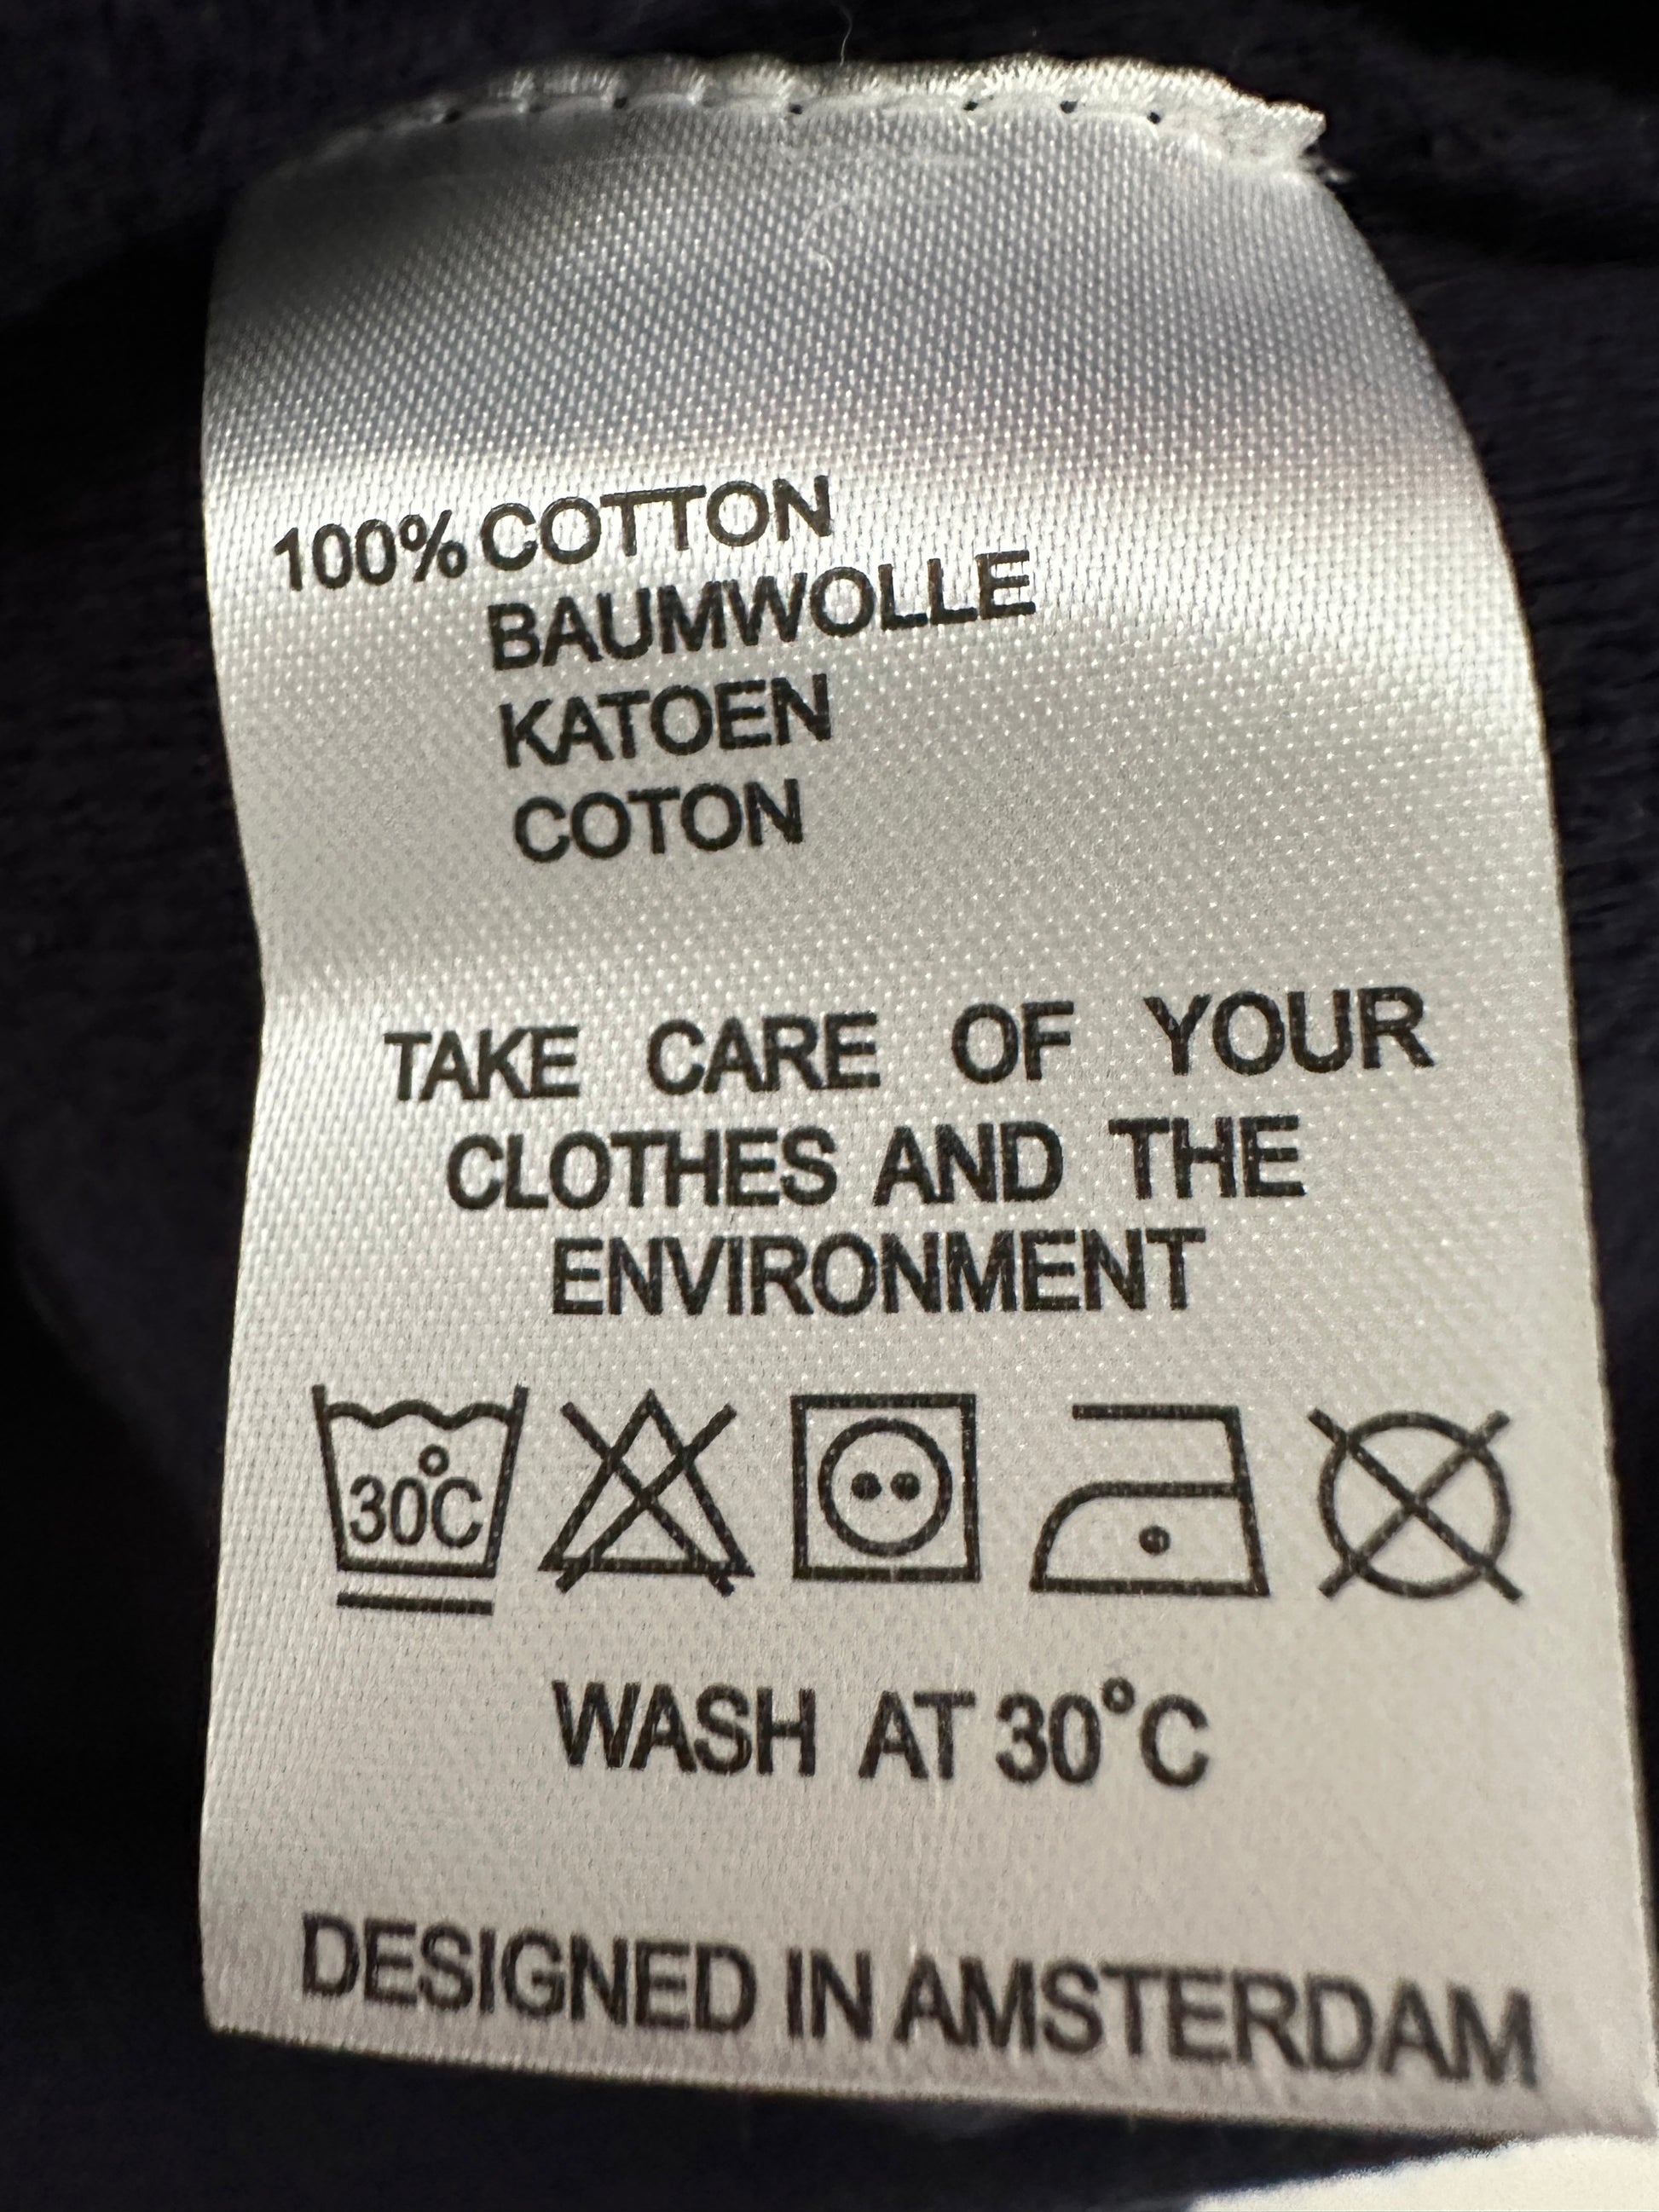 100% COTTON
BAUMWOLLE
KATOEN
COTON
TAKE CARE OF YOUR
CLOTHES AND THE
ENVIRONMENT
30°C
WASH AT 30°C
DESIGNED IN AMSTERDAM